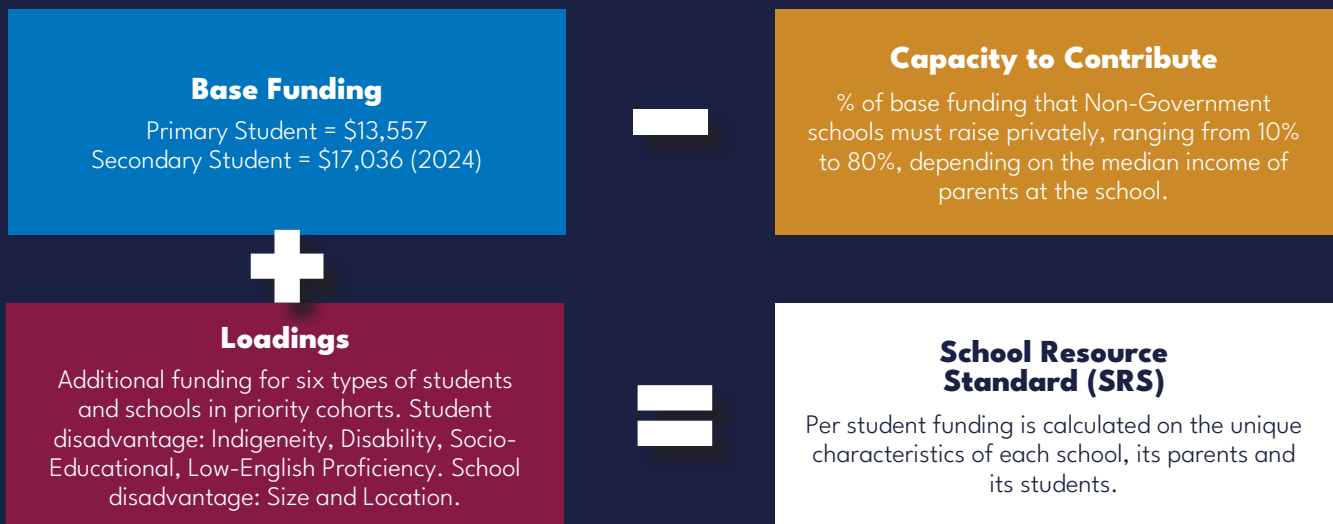 Base Funding
Primary Student = $13,557
Secondary Student = $17,036 (2024)
Capacity to Contribute
% of base funding that Non-Government
schools must raise privately, ranging from 10%
to 80%, depending on the median income of
parents at the school.
Loadings
Additional funding for six types of students
and schools in priority cohorts. Student
disadvantage: Indigeneity, Disability, Socio-
Educational, Low-English Proficiency. School
disadvantage: Size and Location.
School Resource
Standard (SRS)
Per student funding is calculated on the unique
characteristics of each school, its parents and
its students.